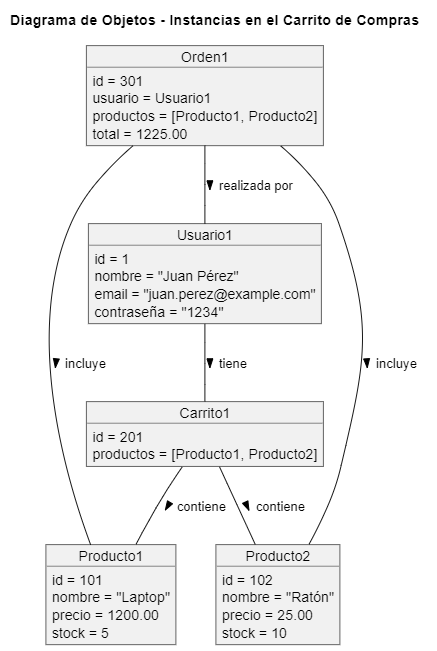 Diagrama de Objetos - Instancias en el Carrito de Compras
Orden1
id = 301
usuario = Usuario1
productos = [Producto1, Producto2]
total = 1225.00
realizada por
Usuario1
id = 1
nombre = "Juan Pérez"
email = "juan.perez@example.com"
contraseña = "1234"
incluye
tiene
incluye
Carrito1
id = 201
productos = [Producto1, Producto2]
contiene
contiene
Producto1
id = 101
nombre = "Laptop"
precio = 1200.00
stock = 5
Producto2
id = 102
nombre = "Ratón"
precio = 25.00
stock = 10